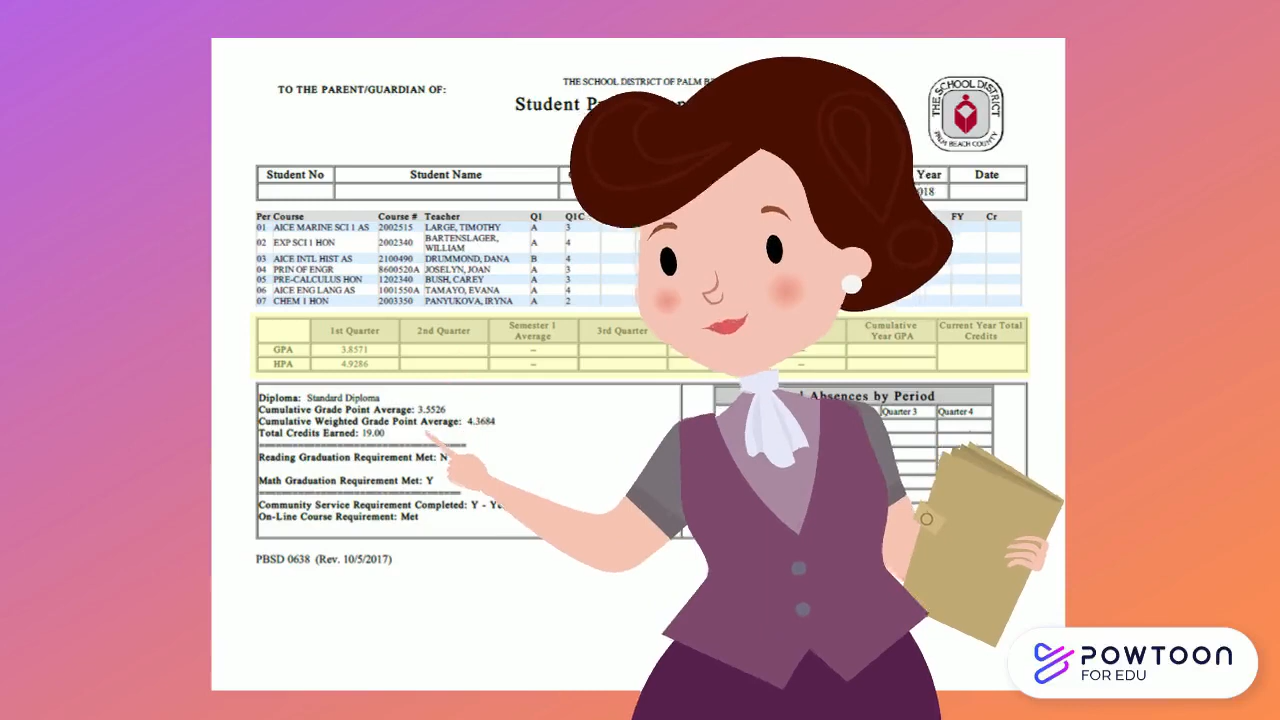 TO THE PARENT/GUARDIAN OF:
THE SCHOOL DISTRICT OF PALM
Student
THE SCHOOL DISTRICT
PALM BEACH COUNTY
Student No Student Name Year Date
018
Per Course Course # Teacher Q1 Q1C FY Cr
01 AICE MARINE SCI 1 AS 2002515 LARGE, TIMOTHY A 3
02 EXP SCI 1 HON 2002340 BARTENSLAGER, WILLIAM A 4
03 AICE INTL HIST AS 2100490 DRUMMOND, DANA B 4
04 PRIN OF ENGR 8600520A JOSELYN, JOAN A 3
05 PRE-CALCULUS HON 1202340 BUSH, CAREY A 3
06 AICE ENG LANG AS 1001550A TAMAYO, EVANA A 4
07 CHEM 1 HON 2003350 PANYUKOVA, IRYNA A 2
1st Quarter 2nd Quarter Semester 1 Average 3rd Quarter Cumulative Year GPA Current Year Total Credits
GPA 3.8571 -- --
HPA 4.9286 -- --
Diploma: Standard Diploma
Cumulative Grade Point Average: 3.5526
Cumulative Weighted Grade Point Average: 4.3684
Total Credits Earned: 19.00
Reading Graduation Requirement Met: N
Math Graduation Requirement Met: Y
Community Service Requirement Completed: Y - Ye
On-Line Course Requirement: Met
Absences by Period
Quarter 3 Quarter 4
PBSD 0638 (Rev. 10/5/2017)
POWTOON
FOR EDU